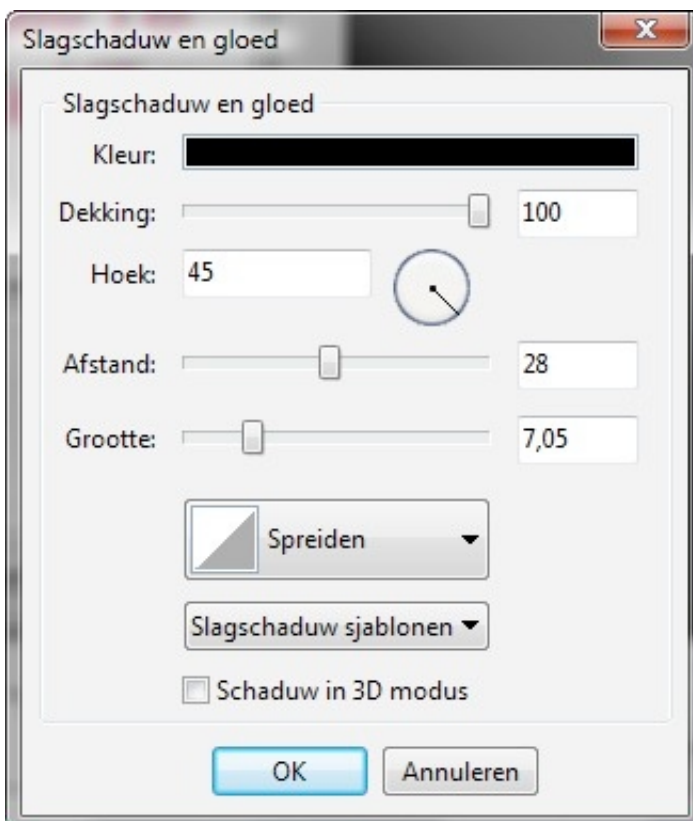 Slagschaduw en gloed
Slagschaduw en gloed
Kleur:
Dekking: 100
Hoek: 45
Afstand: 28
Grootte: 7,05
Spreiden
Slagschaduw sjablonen
Schaduw in 3D modus
OK Annuleren